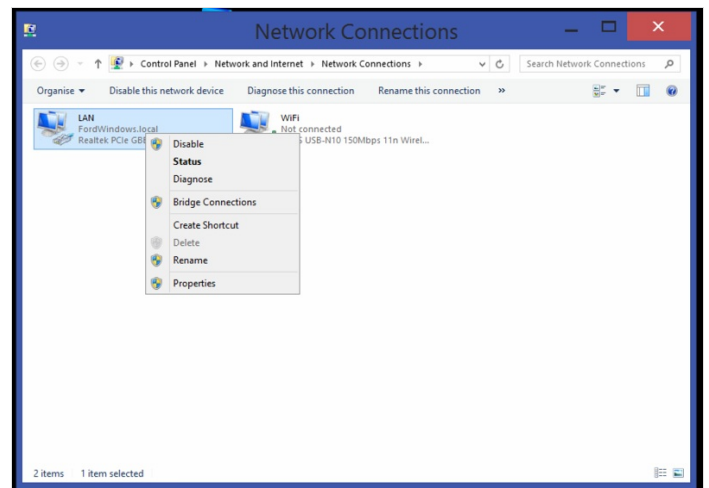 Network Connections
Control Panel Network and Internet Network Connections
Search Network Connections
Organise Disable this network device Diagnose this connection Rename this connection »
LAN
FordWindows.local
Realtek PCIe
WiFi
Not connected
USB-N10 150Mbps 11n Wirel...
Disable
Status
Diagnose
Bridge Connections
Create Shortcut
Delete
Rename
Properties
2 items 1 item selected